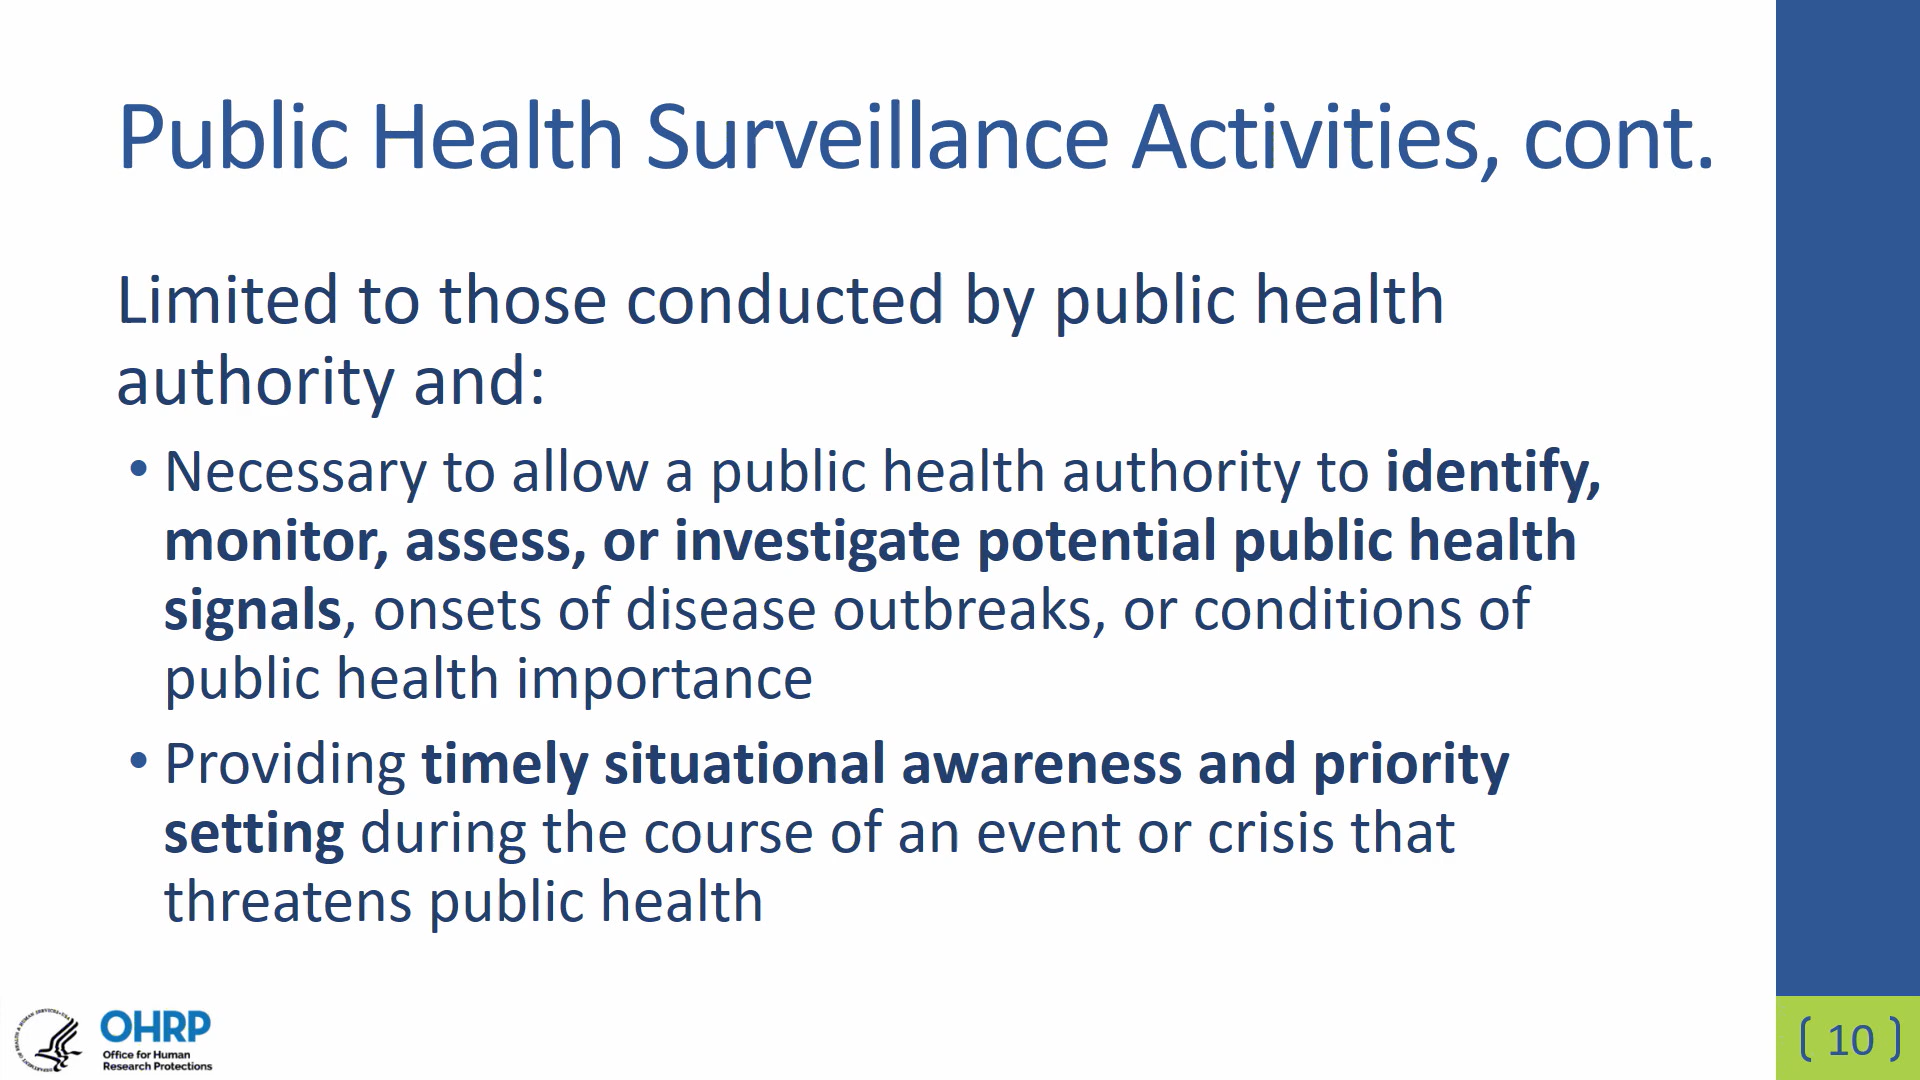 Public Health Surveillance Activities, cont.
Limited to those conducted by public health
authority and:
• Necessary to allow a public health authority to identify,
monitor, assess, or investigate potential public health
signals, onsets of disease outbreaks, or conditions of
public health importance
• Providing timely situational awareness and priority
setting during the course of an event or crisis that
threatens public health
OHRP
Office for Human
Research Protections
10